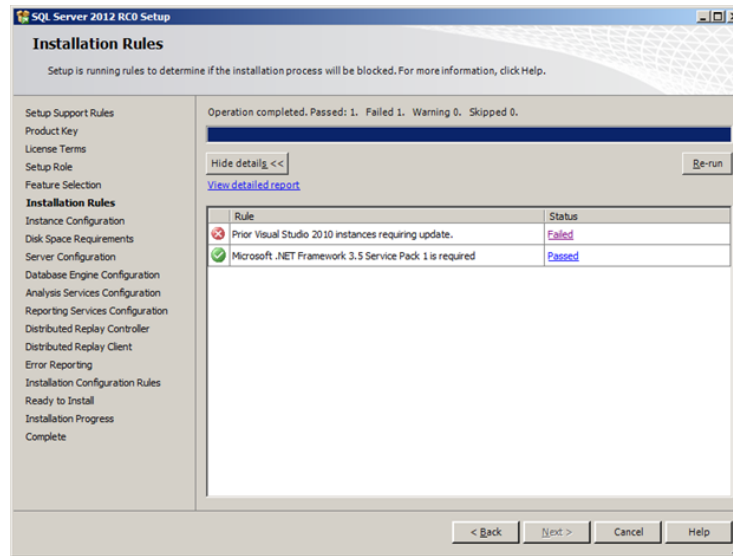 SQL Server 2012 RC0 Setup
Installation Rules
Setup is running rules to determine if the installation process will be blocked. For more information, click Help.
Setup Support Rules
Product Key
License Terms
Setup Role
Feature Selection
Installation Rules
Instance Configuration
Disk Space Requirements
Server Configuration
Database Engine Configuration
Analysis Services Configuration
Reporting Services Configuration
Distributed Replay Controller
Distributed Replay Client
Error Reporting
Installation Configuration Rules
Ready to Install
Installation Progress
Complete
Operation completed. Passed: 1. Failed 1. Warning 0. Skipped 0.
Hide details << Re-run
View detailed report
Rule Status
Prior Visual Studio 2010 instances requiring update. Failed
Microsoft .NET Framework 3.5 Service Pack 1 is required Passed
< Back Next > Cancel Help